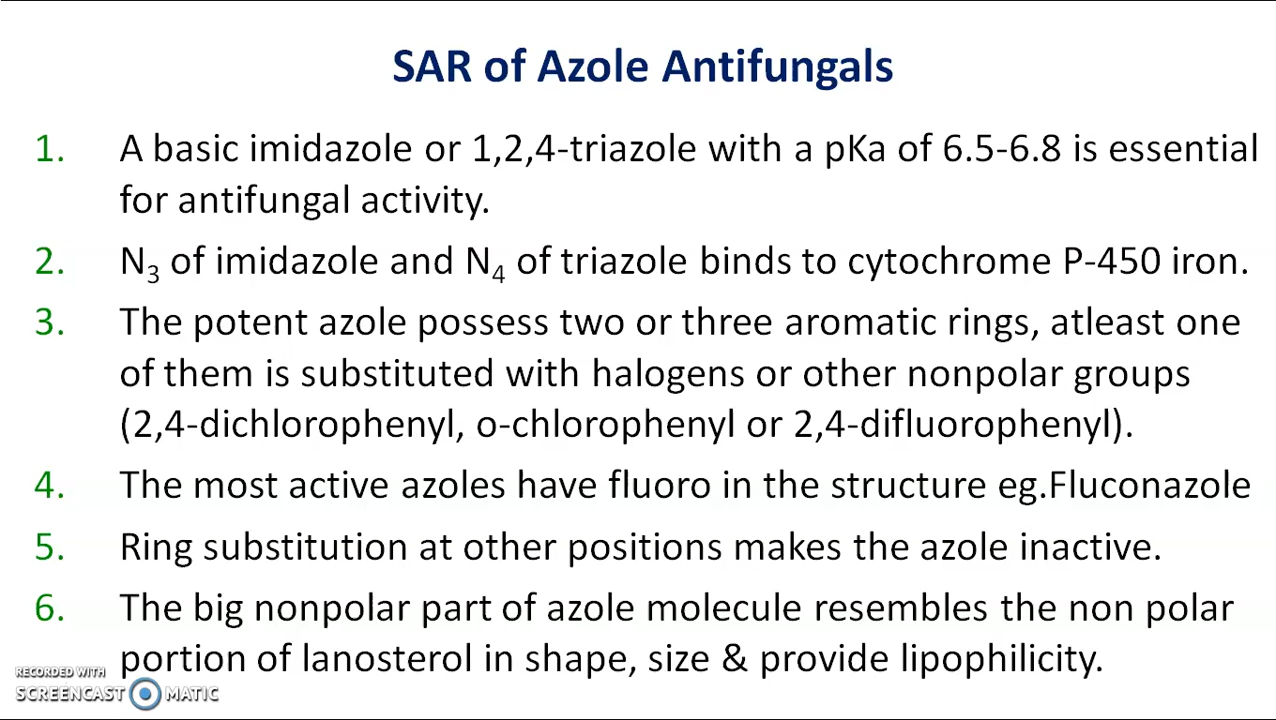 SAR of Azole Antifungals
1. A basic imidazole or 1,2,4-triazole with a pKa of 6.5-6.8 is essential
for antifungal activity.
2. N₃ of imidazole and N₄ of triazole binds to cytochrome P-450 iron.
3. The potent azole possess two or three aromatic rings, atleast one
of them is substituted with halogens or other nonpolar groups
(2,4-dichlorophenyl, o-chlorophenyl or 2,4-difluorophenyl).
4. The most active azoles have fluoro in the structure eg.Fluconazole
5. Ring substitution at other positions makes the azole inactive.
6. The big nonpolar part of azole molecule resembles the non polar
portion of lanosterol in shape, size & provide lipophilicity.
RECORDED WITH
SCREENCAST MATIC